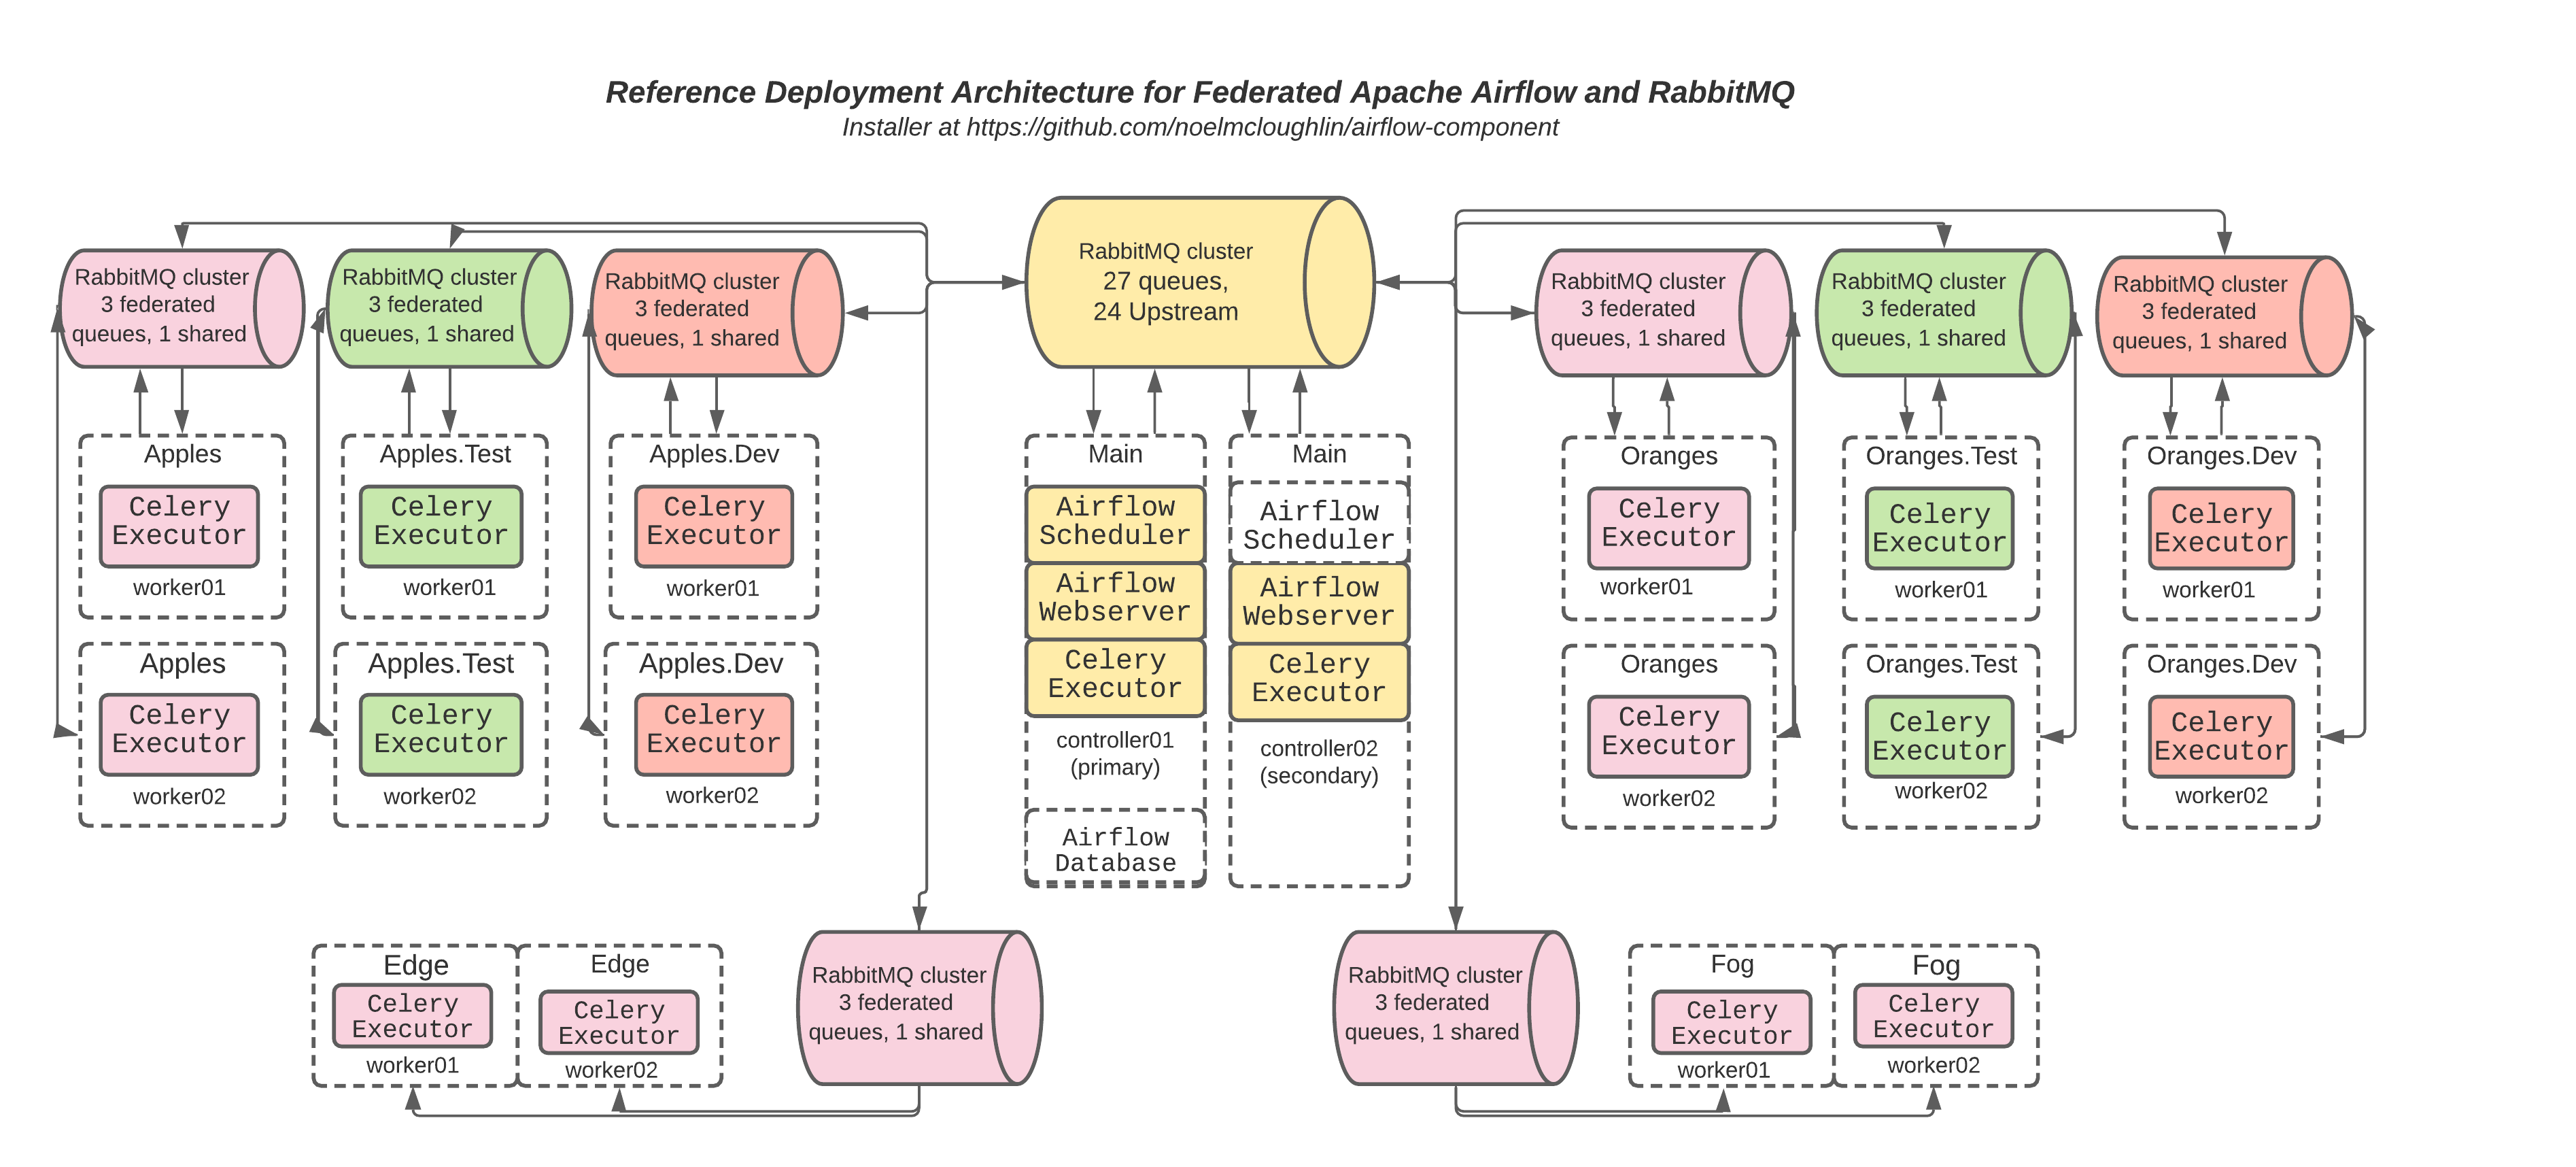 Reference Deployment Architecture for Federated Apache Airflow and RabbitMQ
Installer at https://github.com/noelmcloughlin/airflow-component
RabbitMQ cluster
3 federated
queues, 1 shared
RabbitMQ cluster
3 federated
queues, 1 shared
RabbitMQ cluster
3 federated
queues, 1 shared
RabbitMQ cluster
27 queues,
24 Upstream
RabbitMQ cluster
3 federated
queues, 1 shared
RabbitMQ cluster
3 federated
queues, 1 shared
RabbitMQ cluster
3 federated
queues, 1 shared
Apples
Celery
Executor
worker01
Apples.Test
Celery
Executor
worker01
Apples.Dev
Celery
Executor
worker01
Main
Airflow
Scheduler
Airflow
Webserver
Celery
Executor
controller01
(primary)
Airflow
Database
Main
Airflow
Scheduler
Airflow
Webserver
Celery
Executor
controller02
(secondary)
Oranges
Celery
Executor
worker01
Oranges.Test
Celery
Executor
worker01
Oranges.Dev
Celery
Executor
worker01
Apples
Celery
Executor
worker02
Apples.Test
Celery
Executor
worker02
Apples.Dev
Celery
Executor
worker02
Oranges
Celery
Executor
worker02
Oranges.Test
Celery
Executor
worker02
Oranges.Dev
Celery
Executor
worker02
Edge
Celery
Executor
worker01
Edge
Celery
Executor
worker02
RabbitMQ cluster
3 federated
queues, 1 shared
RabbitMQ cluster
3 federated
queues, 1 shared
Fog
Celery
Executor
worker01
Fog
Celery
Executor
worker02